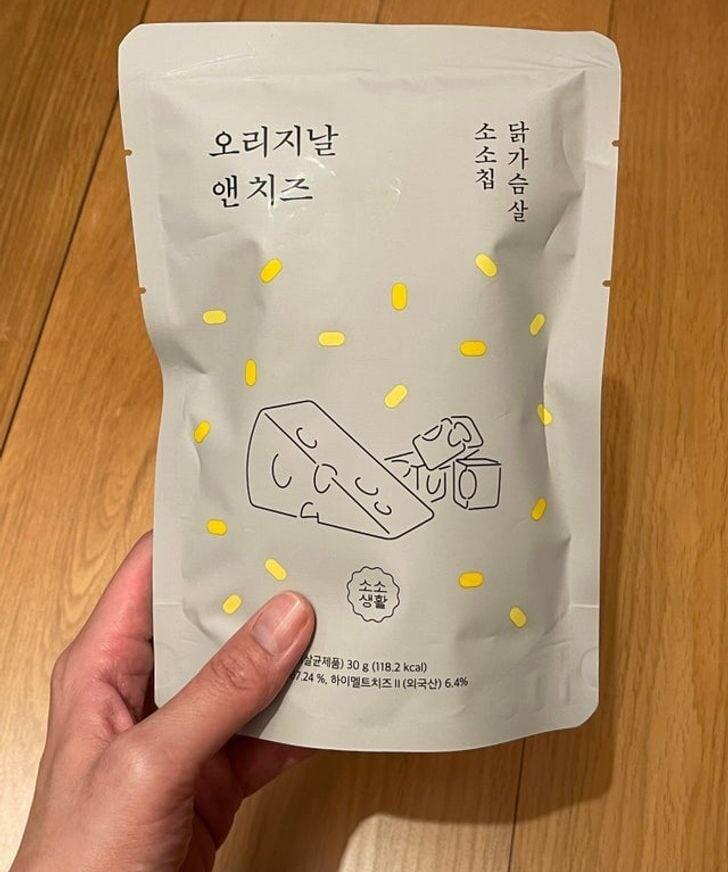 오리지날
앤 치즈
닭가슴살
소소칩
소소
생활
살균제품) 30 g (118.2 kcal)
7.24 %, 하이멜트치즈 II (외국산) 6.4%